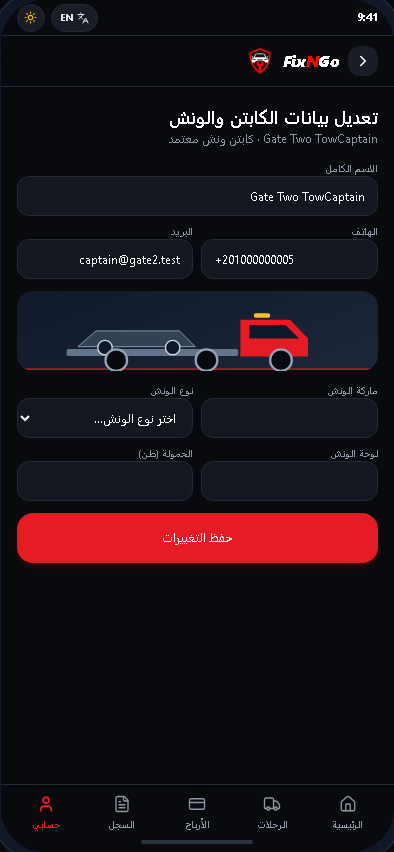 9:41
EN
FixNGo
تعديل بيانات الكابتن والونش
Gate Two TowCaptain · كابتن ونش معتمد
الاسم الكامل
Gate Two TowCaptain
الهاتف
البريد
+201000000005
captain@gate2.test
ماركة الونش
نوع الونش
اختر نوع الونش...
لوحة الونش
الحمولة (طن)
حفظ التغييرات
الرئيسية
الرحلات
الأرباح
السجل
حسابي